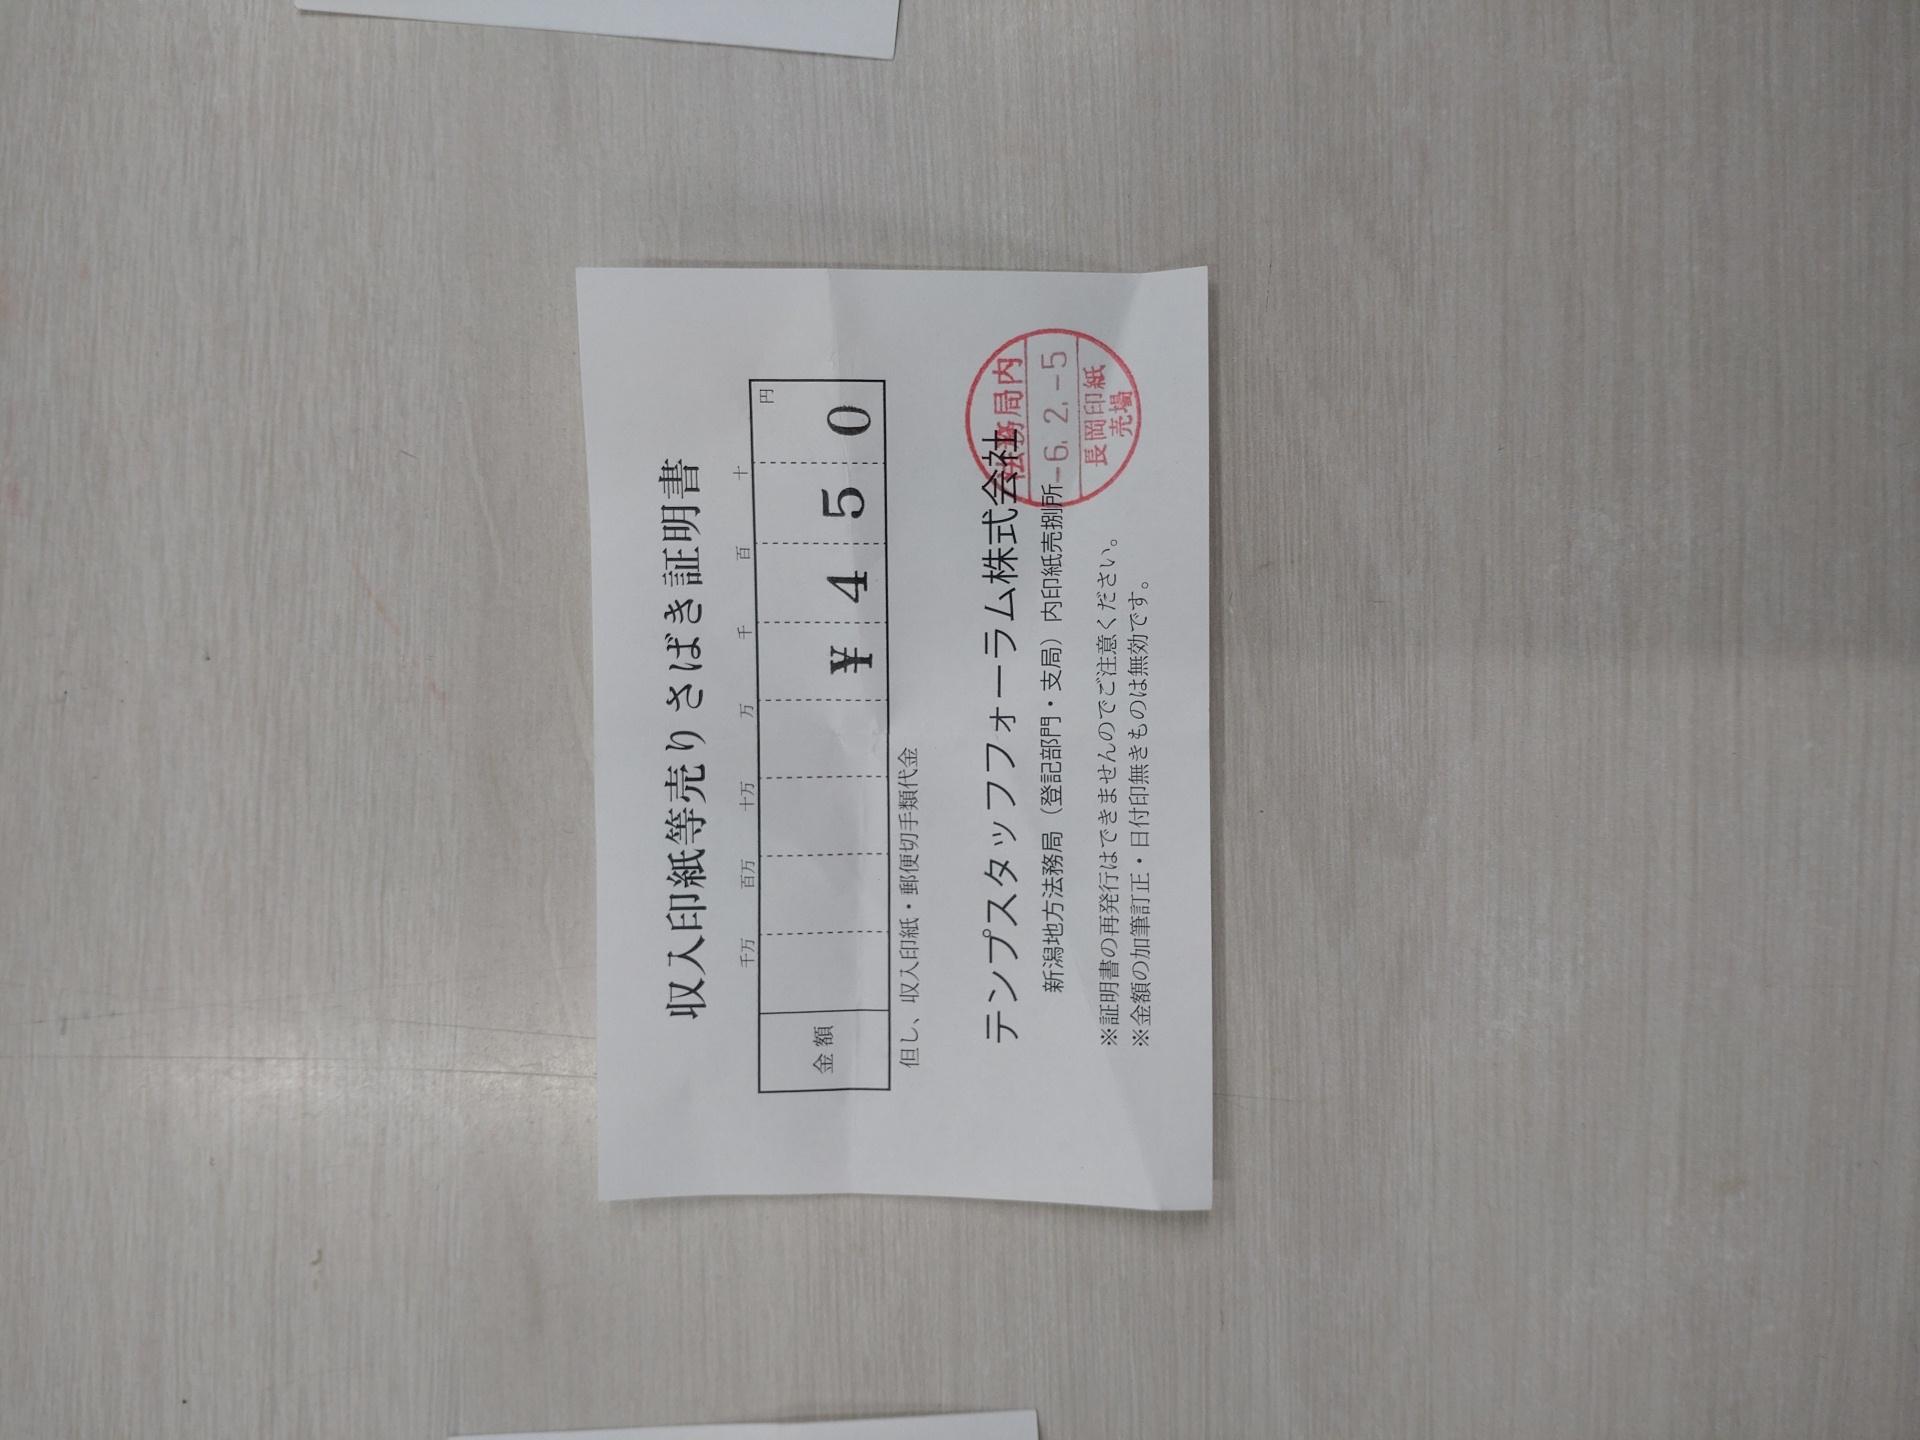 収入印紙等売りさばき証明書
千万 百万 十万 万 千 百 十 円
金額 ¥ 4 5 0
但し、収入印紙・郵便切手類代金
テンプスタッフフォーラム株式会社
新潟地方法務局（登記部門・支局）内印紙売捌所
法務局内
-6. 2. -5
長岡印紙
売場
※証明書の再発行はできませんのでご注意ください。
※金額の加筆訂正・日付印無きものは無効です。